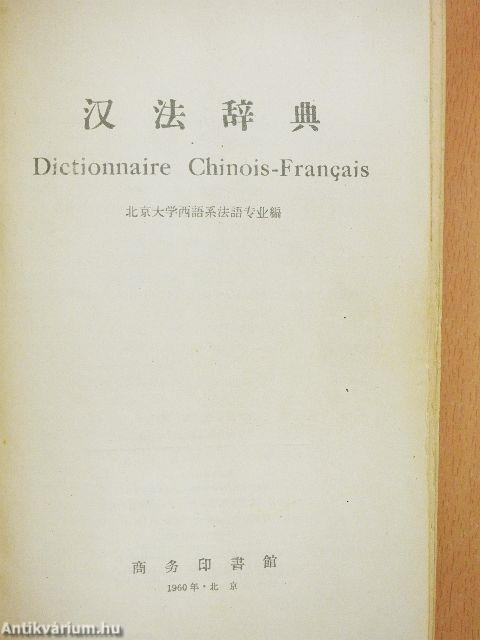 汉法辞典
Dictionnaire Chinois-Français
北京大学西語系法語专业編
商务印書館
1960年·北京
Antikvárium.hu